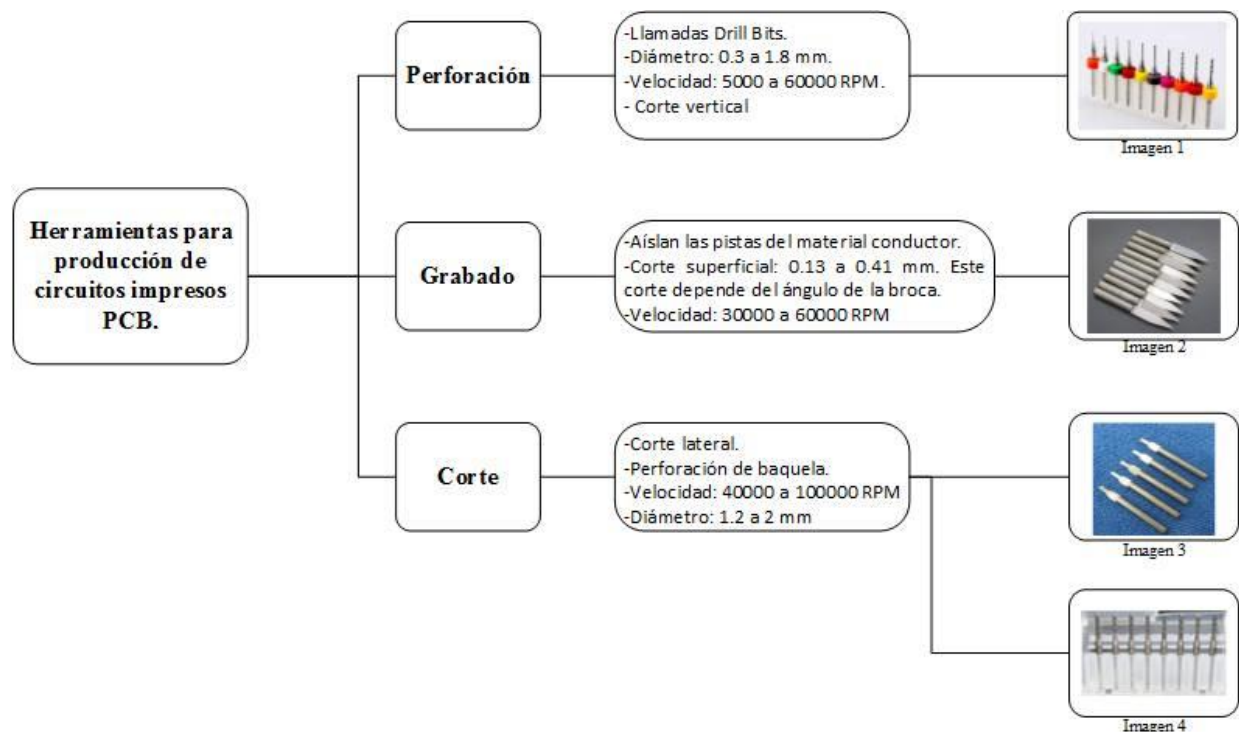 Herramientas para
producción de
circuitos impresos
PCB.
Perforación
-Llamadas Drill Bits.
-Diámetro: 0.3 a 1.8 mm.
-Velocidad: 5000 a 60000 RPM.
- Corte vertical
Imagen 1
Grabado
-Aíslan las pistas del material conductor.
-Corte superficial: 0.13 a 0.41 mm. Este
corte depende del ángulo de la broca.
-Velocidad: 30000 a 60000 RPM
Imagen 2
Corte
-Corte lateral.
-Perforación de baquela.
-Velocidad: 40000 a 100000 RPM
-Diámetro: 1.2 a 2 mm
Imagen 3
Imagen 4